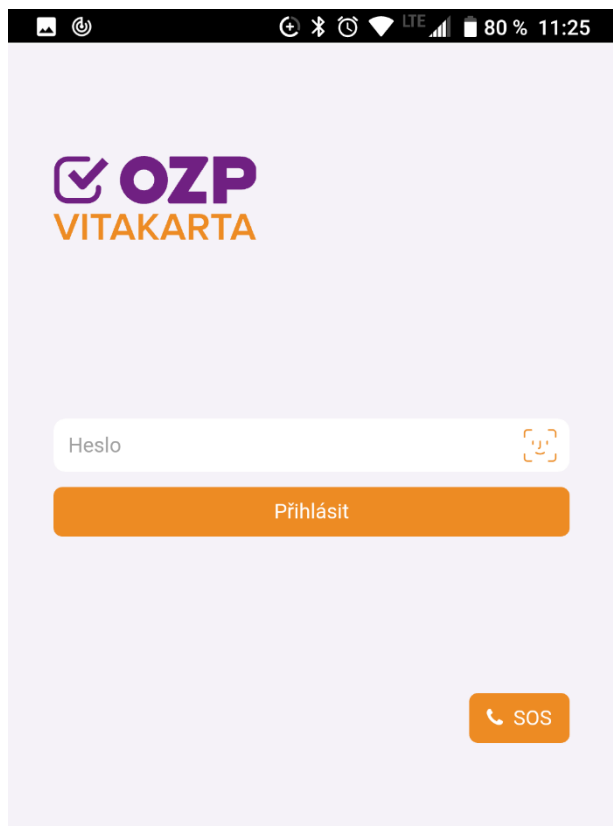 LTE 80 % 11:25
OZP
VITAKARTA
Heslo
Přihlásit
SOS